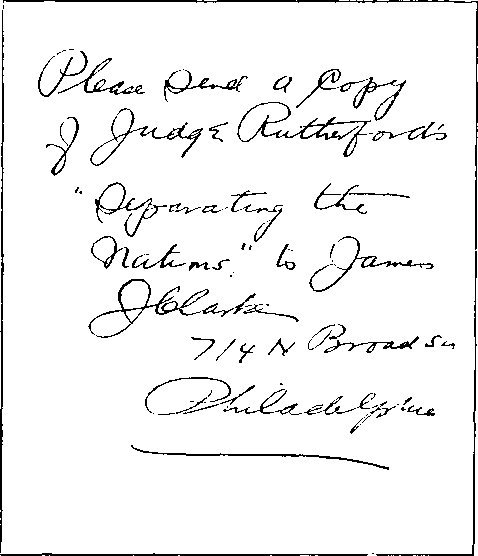 Please send a Copy
of Judge Rutherford's
"Separating the
Nations," to James
J Clarke
714 N Broad St
Philadelphia